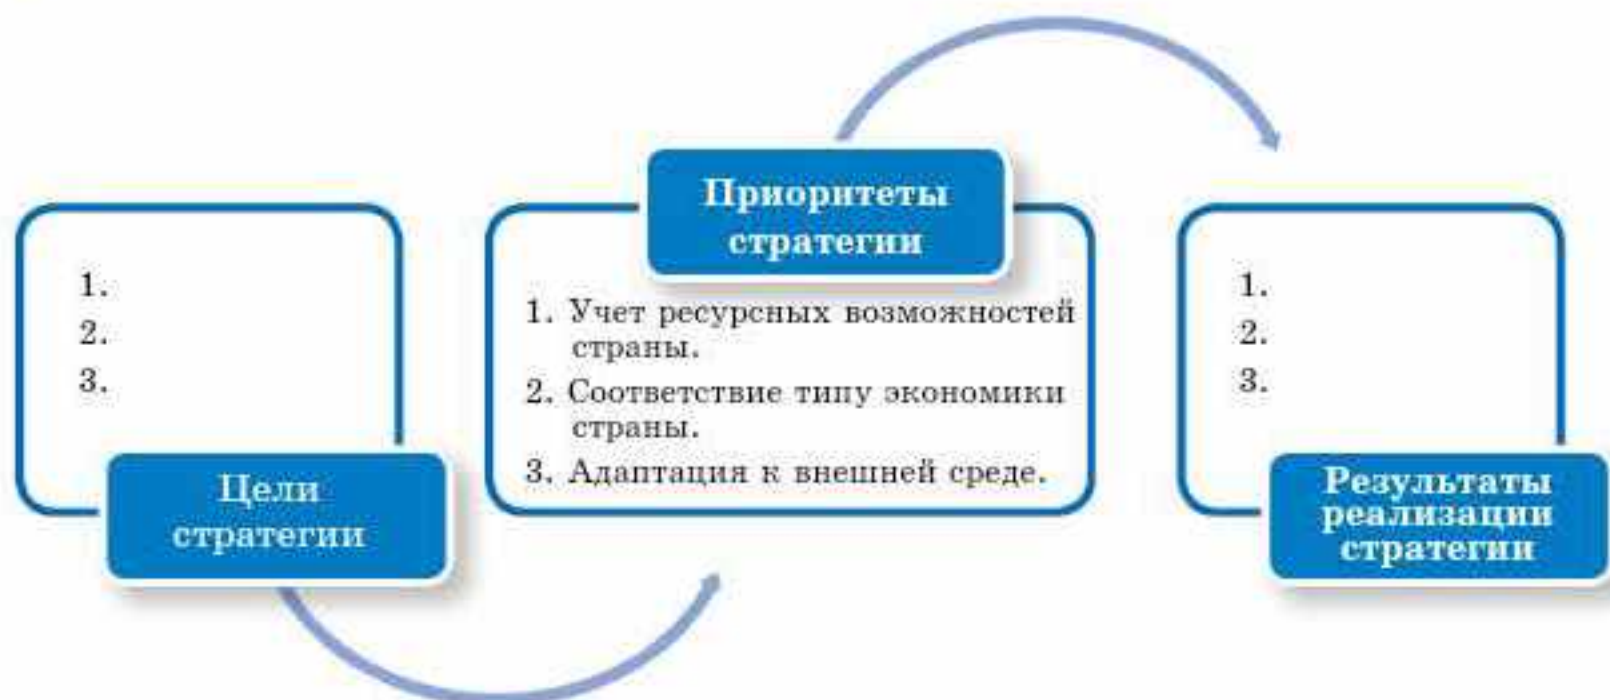 1.
2.
3.
Цели
стратегии
Приоритеты
стратегии
1. Учет ресурсных возможностей
страны.
2. Соответствие типу экономики
страны.
3. Адаптация к внешней среде.
1.
2.
3.
Результаты
реализации
стратегии